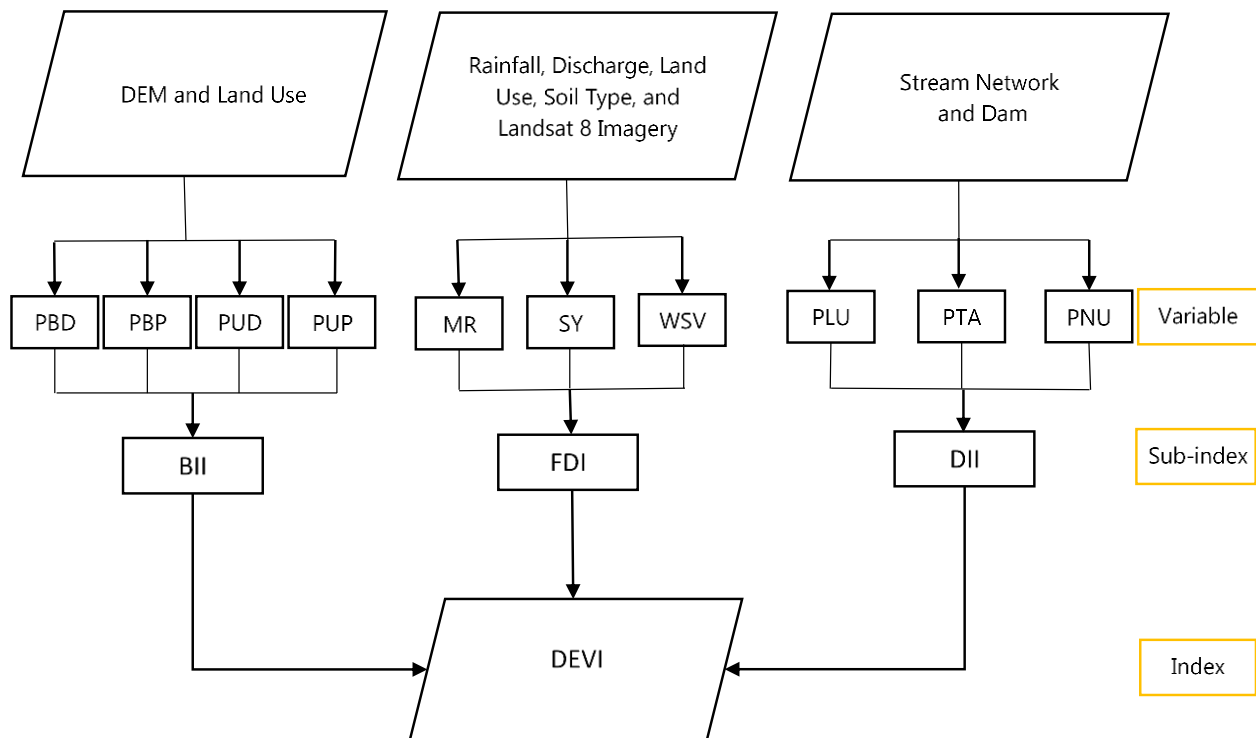 DEM and Land Use
Rainfall, Discharge, Land
Use, Soil Type, and
Landsat 8 Imagery
Stream Network
and Dam
PBD
PBP
PUD
PUP
MR
SY
WSV
PLU
PTA
PNU
Variable
BII
FDI
DII
Sub-index
DEVI
Index